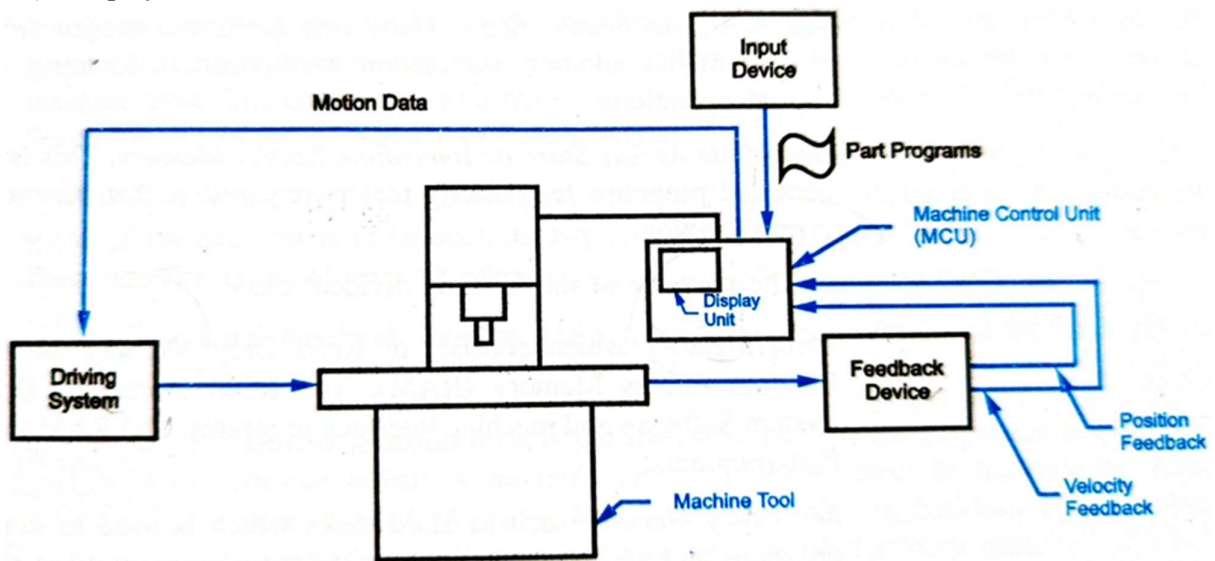 Input
Device
Motion Data
Part Programs
Machine Control Unit
(MCU)
Display
Unit
Driving
System
Feedback
Device
Position
Feedback
Velocity
Feedback
Machine Tool